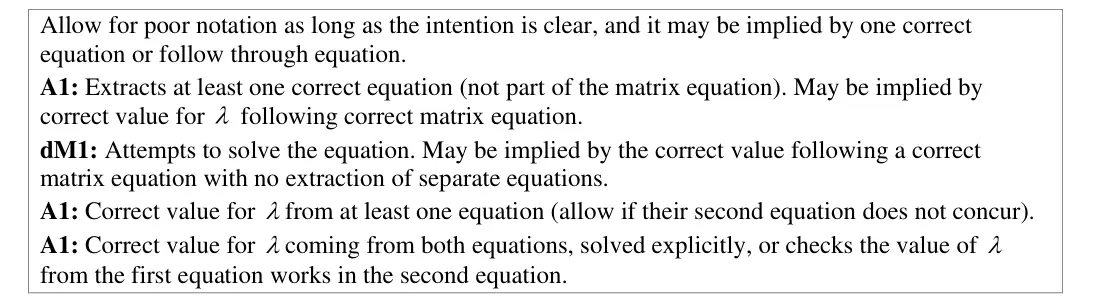 Allow for poor notation as long as the intention is clear, and it may be implied by one correct
equation or follow through equation.
A1: Extracts at least one correct equation (not part of the matrix equation). May be implied by
correct value for λ following correct matrix equation.
dM1: Attempts to solve the equation. May be implied by the correct value following a correct
matrix equation with no extraction of separate equations.
A1: Correct value for λ from at least one equation (allow if their second equation does not concur).
A1: Correct value for λ coming from both equations, solved explicitly, or checks the value of λ
from the first equation works in the second equation.